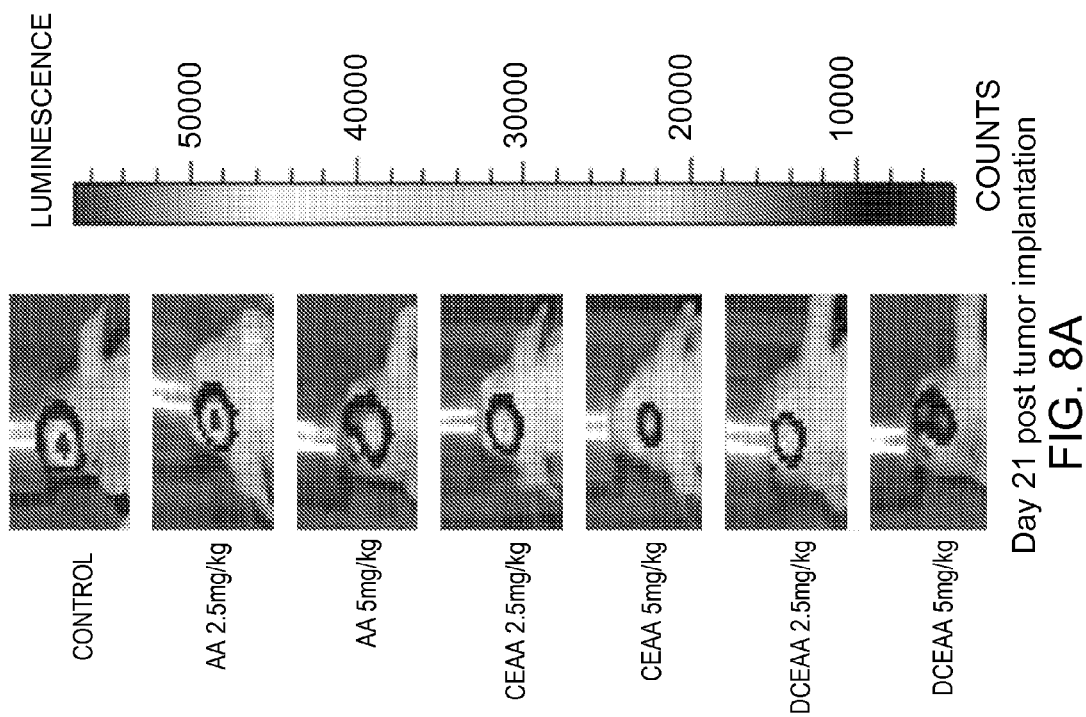 CONTROL
AA 2.5mg/kg
AA 5mg/kg
CEAA 2.5mg/kg
CEAA 5mg/kg
DCEAA 2.5mg/kg
DCEAA 5mg/kg
LUMINESCENCE
50000
40000
30000
20000
10000
COUNTS
Day 21 post tumor implantation
FIG. 8A